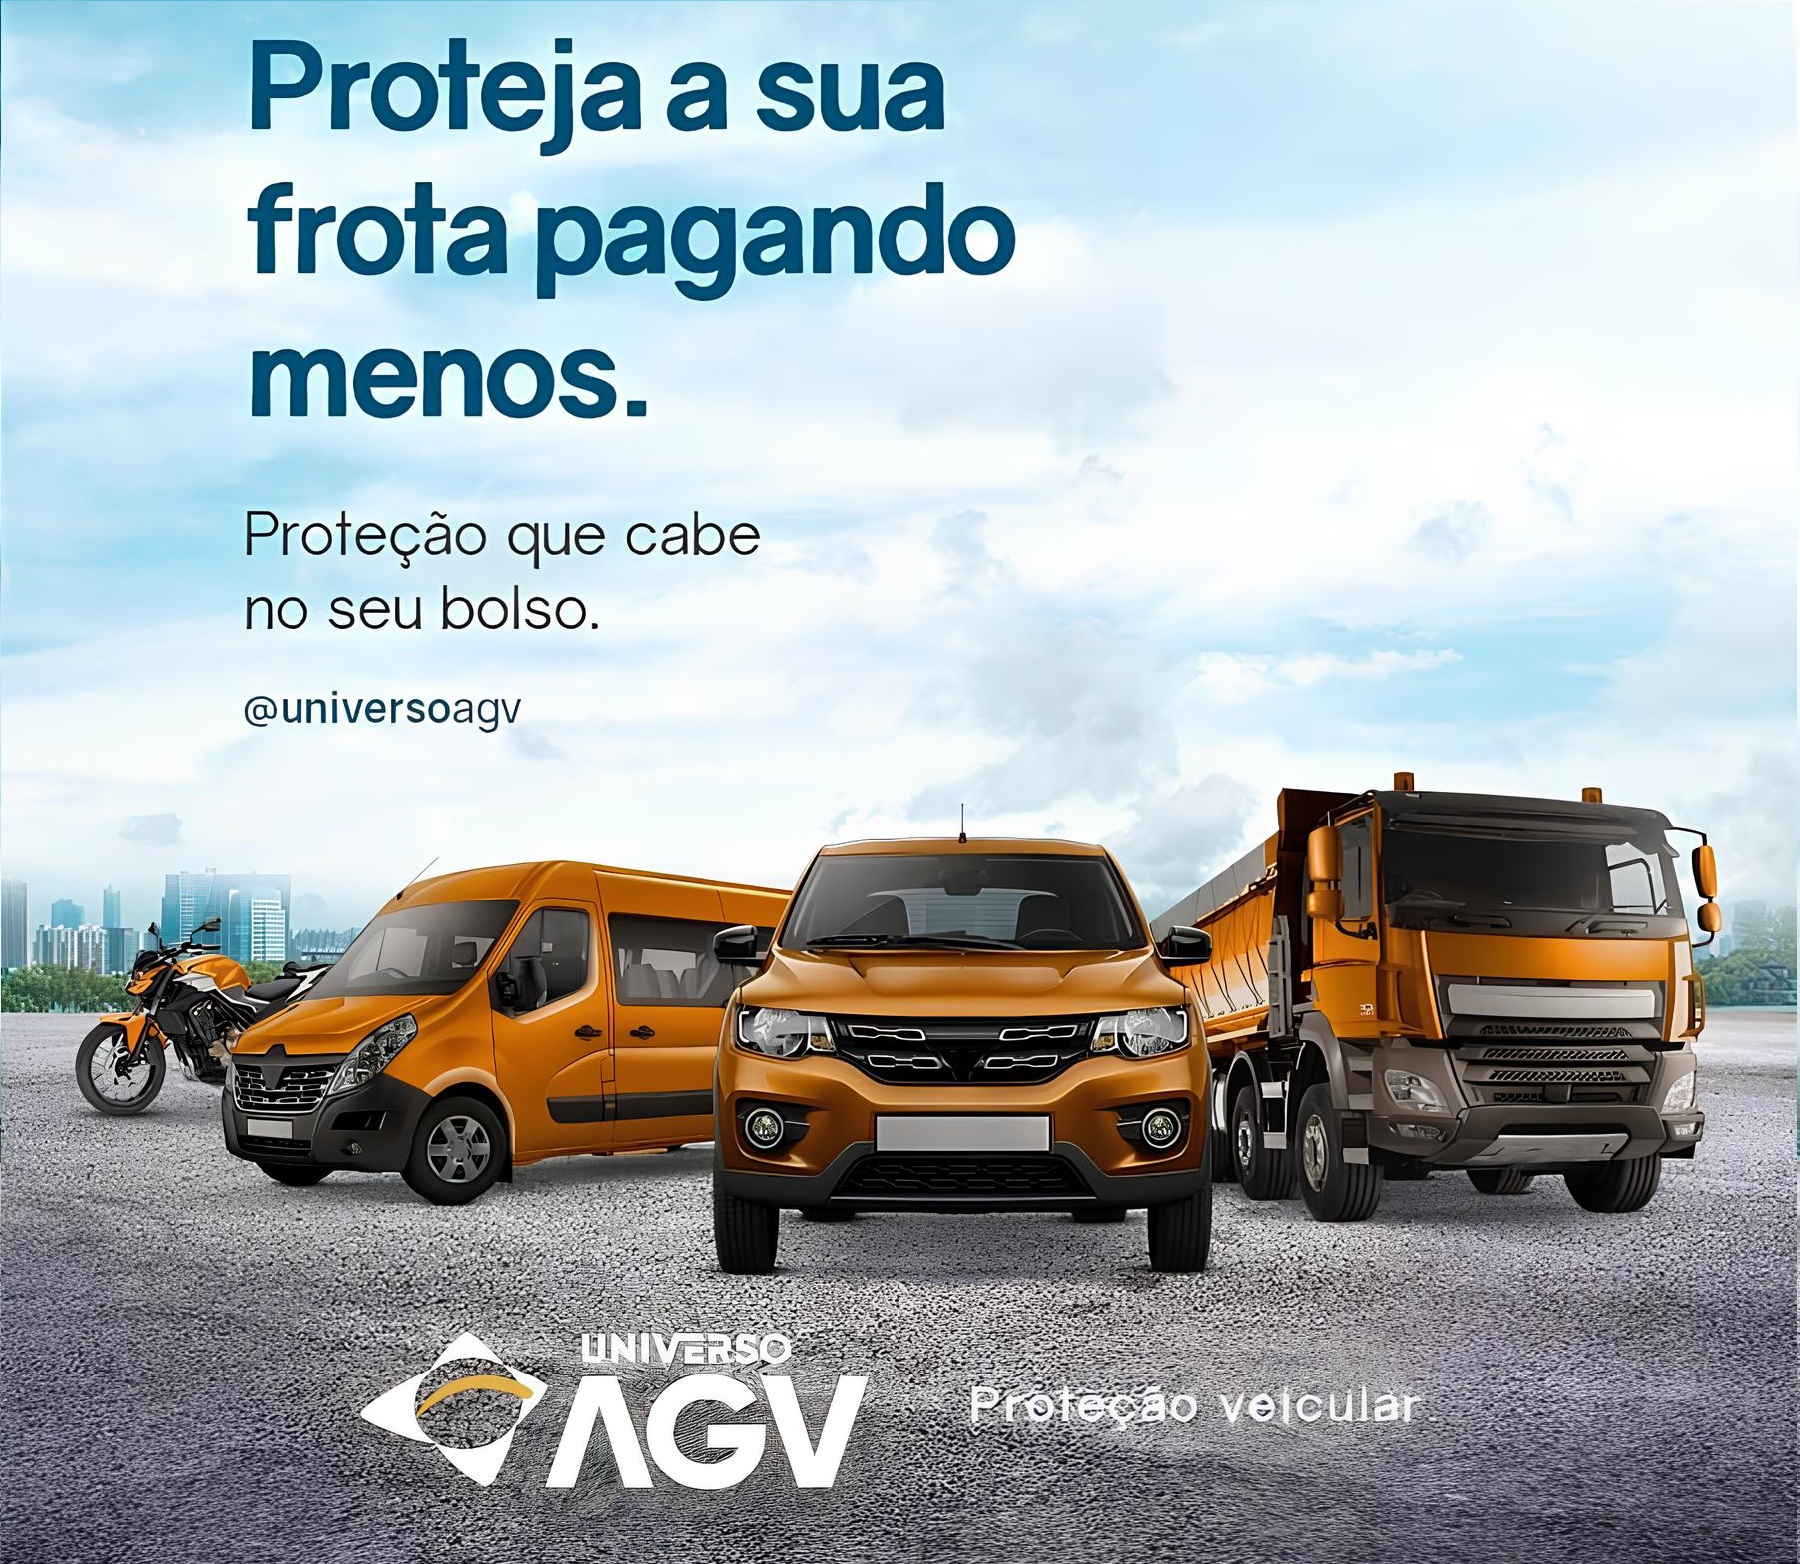 Proteja a sua
frota pagando
menos.
Proteção que cabe
no seu bolso.
@universoagv
UNIVERSO
AGV
Proteção veicular